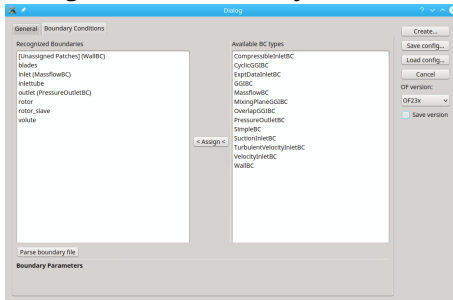 Dialog
General
Boundary Conditions
Recognized Boundaries
[Unassigned Patches] (WallBC)
blades
inlet (MassflowBC)
inlettube
outlet (PressureOutletBC)
rotor
rotor_slave
volute
< Assign <
Available BC types
CompressibleInletBC
CyclicGGIBC
ExptDataInletBC
GGIBC
MassflowBC
MixingPlaneGGIBC
OverlapGGIBC
PressureOutletBC
SimpleBC
SuctionInletBC
TurbulentVelocityInletBC
VelocityInletBC
WallBC
Parse boundary file
Boundary Parameters
Create...
Save config...
Load config...
Cancel
OF version:
OF23x
Save version